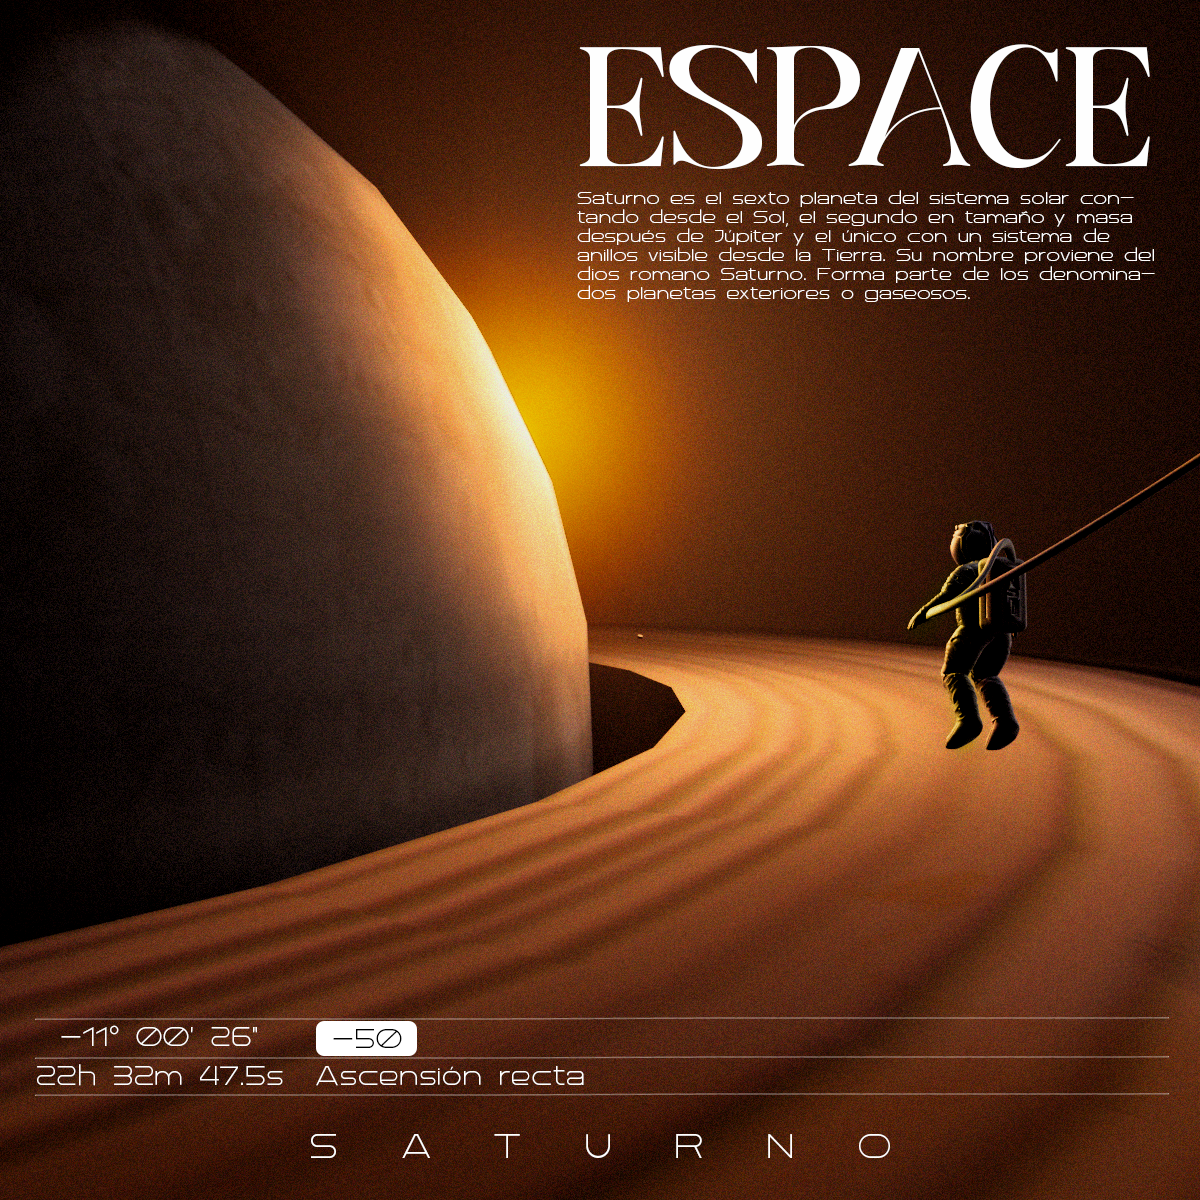 ESPACE
Saturno es el sexto planeta del sistema solar con-
tando desde el Sol, el segundo en tamaño y masa
después de Júpiter y el único con un sistema de
anillos visible desde la Tierra. Su nombre proviene del
dios romano Saturno. Forma parte de los denomina-
dos planetas exteriores o gaseosos.
-11° 00' 26" -50
22h 32m 47.5s Ascensión recta
SATURNO